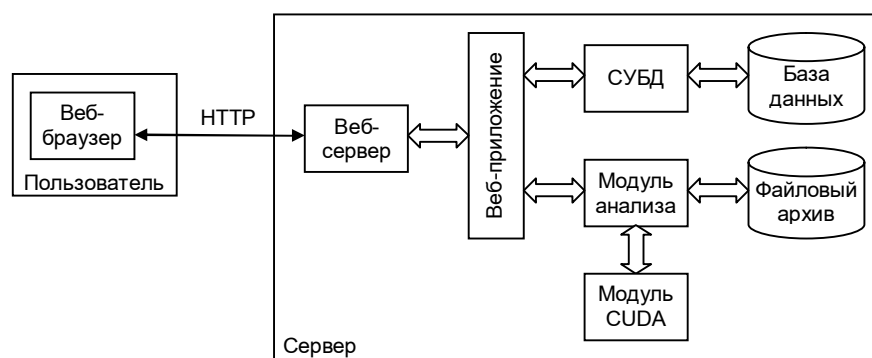 Веб-
браузер
Пользователь
HTTP
Веб-
сервер
Веб-приложение
СУБД
База
данных
Модуль
анализа
Файловый
архив
Модуль
CUDA
Сервер